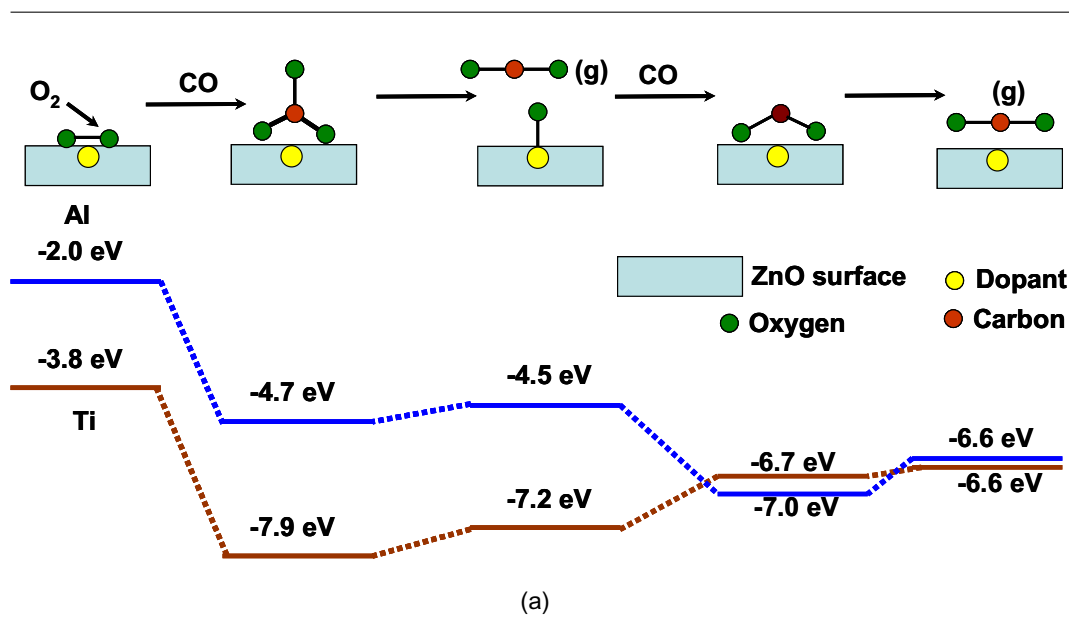 (g)
CO
CO
(g)
O2
Al
-2.0 eV
ZnO surface
Dopant
Oxygen
Carbon
-3.8 eV
-4.7 eV
-4.5 eV
Ti
-6.7 eV
-6.6 eV
-7.0 eV
-6.6 eV
-7.9 eV
-7.2 eV
(a)